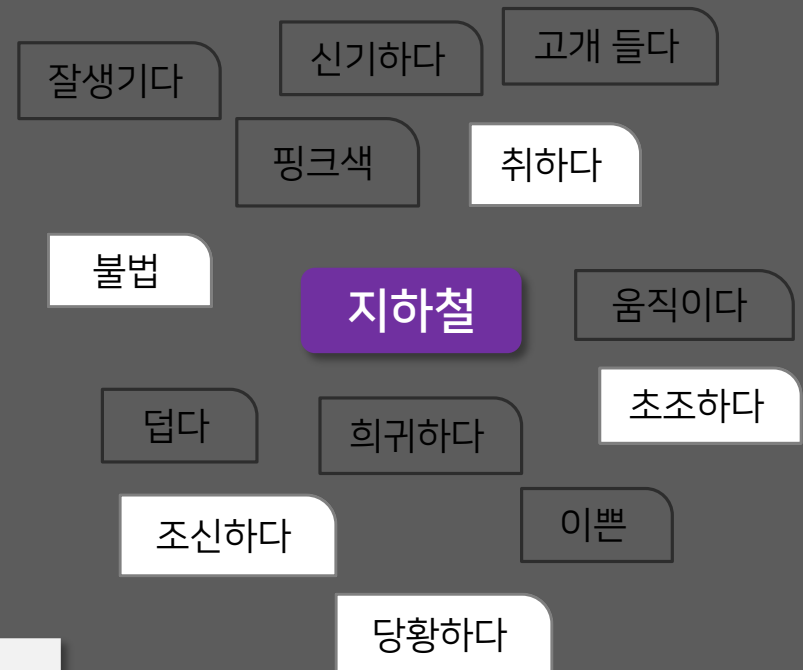 신기하다
고개 들다
잘생기다
핑크색
취하다
불법
지하철
움직이다
초조하다
덥다
희귀하다
이쁜
조신하다
당황하다